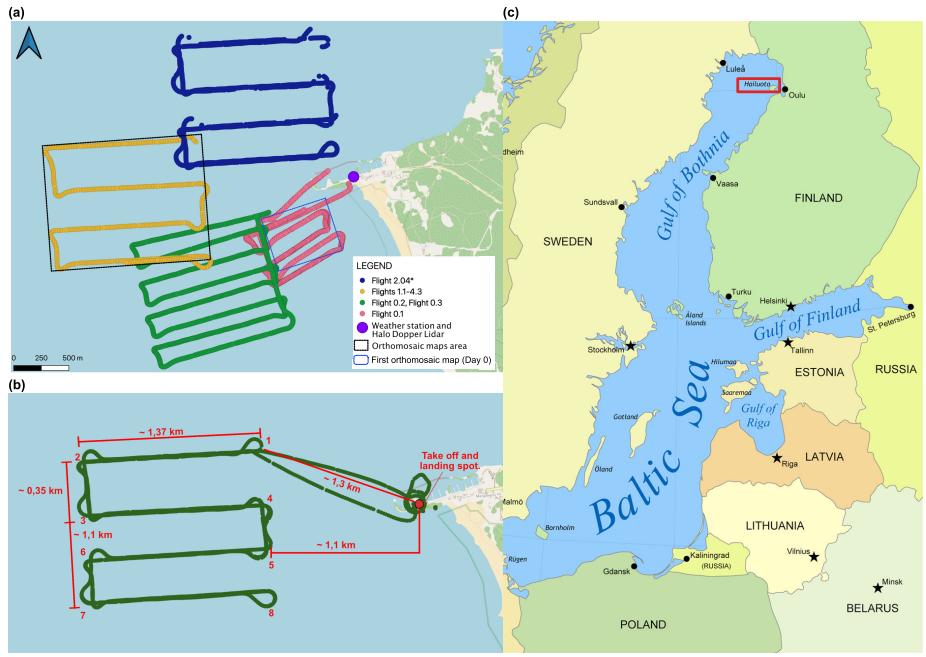 (a)
LEGEND
Flight 2.04*
Flights 1.1-4.3
Flight 0.2, Flight 0.3
Flight 0.1
Weather station and
Halo Dopper Lidar
Orthomosaic maps area
First orthomosaic map (Day 0)
0 250 500 m
(b)
~ 1,37 km
1
2
Take off and
landing spot.
~ 1,3 km
~ 0,35 km
3
4
~ 1,1 km
~ 1,1 km
5
6
7
8
(c)
Luleå
Hailuoto
Oulu
dheim
Gulf of Bothnia
Vaasa
Sundsvall
FINLAND
SWEDEN
Turku
Helsinki
Åland
Islands
Gulf of Finland
St. Petersburg
Stockholm
Tallinn
Hiiumaa
ESTONIA
RUSSIA
Saaremaa
Gulf of
Riga
Gotland
Baltic Sea
Riga
LATVIA
Öland
Malmö
Bornholm
LITHUANIA
Rügen
Vilnius
Kaliningrad
(RUSSIA)
Gdansk
Minsk
BELARUS
POLAND